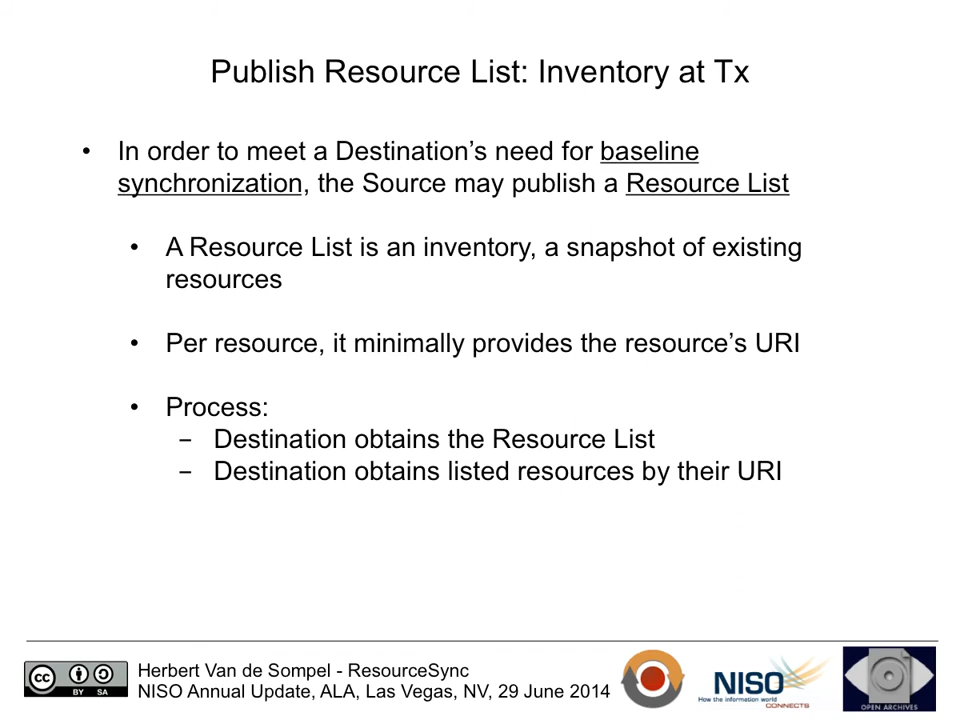 Publish Resource List: Inventory at Tx
• In order to meet a Destination’s need for baseline
synchronization, the Source may publish a Resource List
• A Resource List is an inventory, a snapshot of existing
resources
• Per resource, it minimally provides the resource’s URI
• Process:
– Destination obtains the Resource List
– Destination obtains listed resources by their URI
cc BY SA
Herbert Van de Sompel - ResourceSync
NISO Annual Update, ALA, Las Vegas, NV, 29 June 2014
NISO
How the information world
CONNECTS
OPEN ARCHIVES